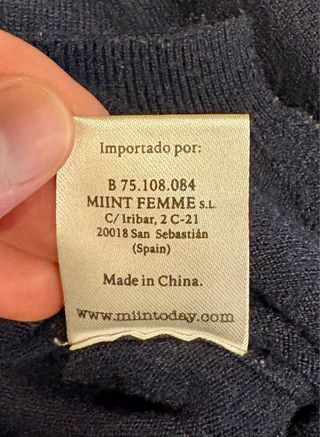 Importado por:
B 75.108.084
MIINT FEMME S.L.
C/ Iribar, 2 C-21
20018 San Sebastián
(Spain)
Made in China.
www.miintoday.com